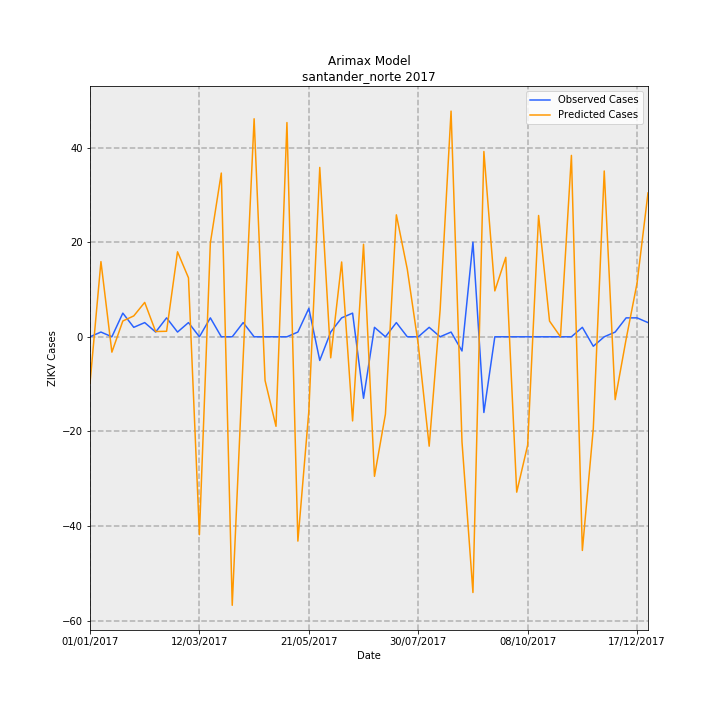 Arimax Model
santander_norte 2017
Observed Cases
Predicted Cases
ZIKV Cases
40
20
0
−20
−40
−60
01/01/2017
12/03/2017
21/05/2017
30/07/2017
08/10/2017
17/12/2017
Date